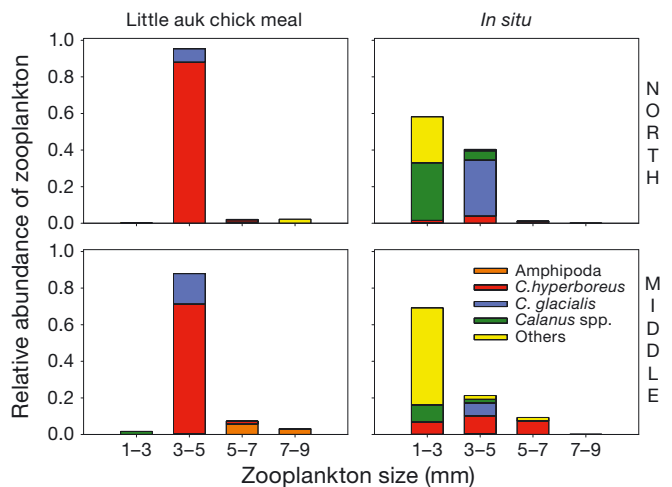 Little auk chick meal
In situ
Relative abundance of zooplankton
1.0
0.8
0.6
0.4
0.2
0.0
NORTH
1.0
0.8
0.6
0.4
0.2
0.0
Amphipoda
C.hyperboreus
C. glacialis
Calanus spp.
Others
MIDDLE
1–3 3–5 5–7 7–9
1–3 3–5 5–7 7–9
Zooplankton size (mm)